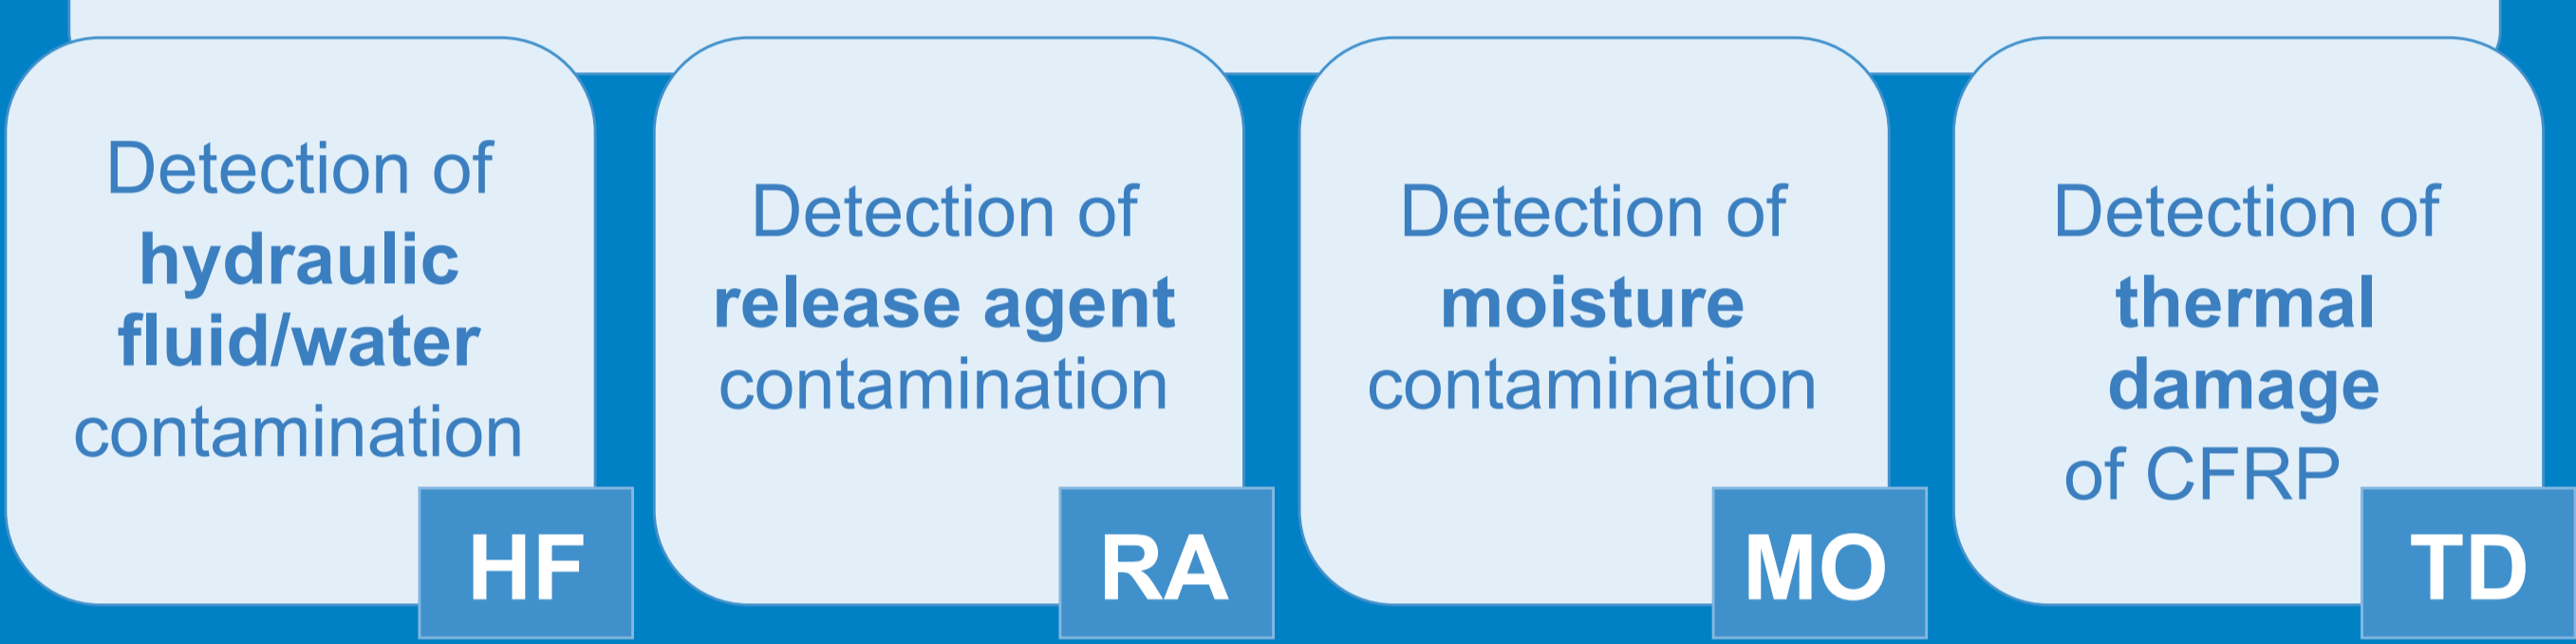 Detection of
hydraulic
fluid/water
contamination
HF
Detection of
release agent
contamination
RA
Detection of
moisture
contamination
MO
Detection of
thermal
damage
of CFRP
TD